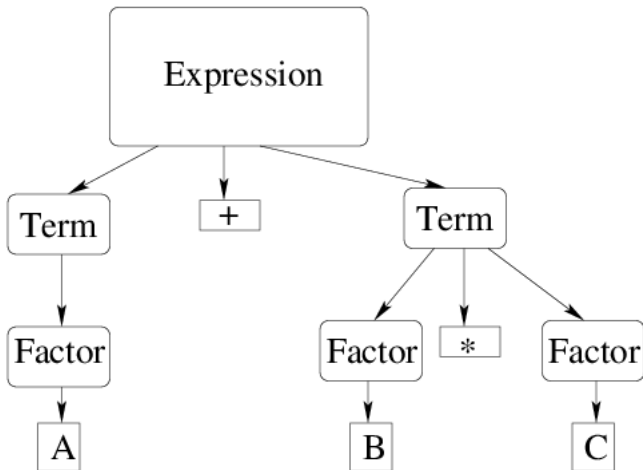 Expression
Term
+
Term
Factor
Factor
*
Factor
A
B
C